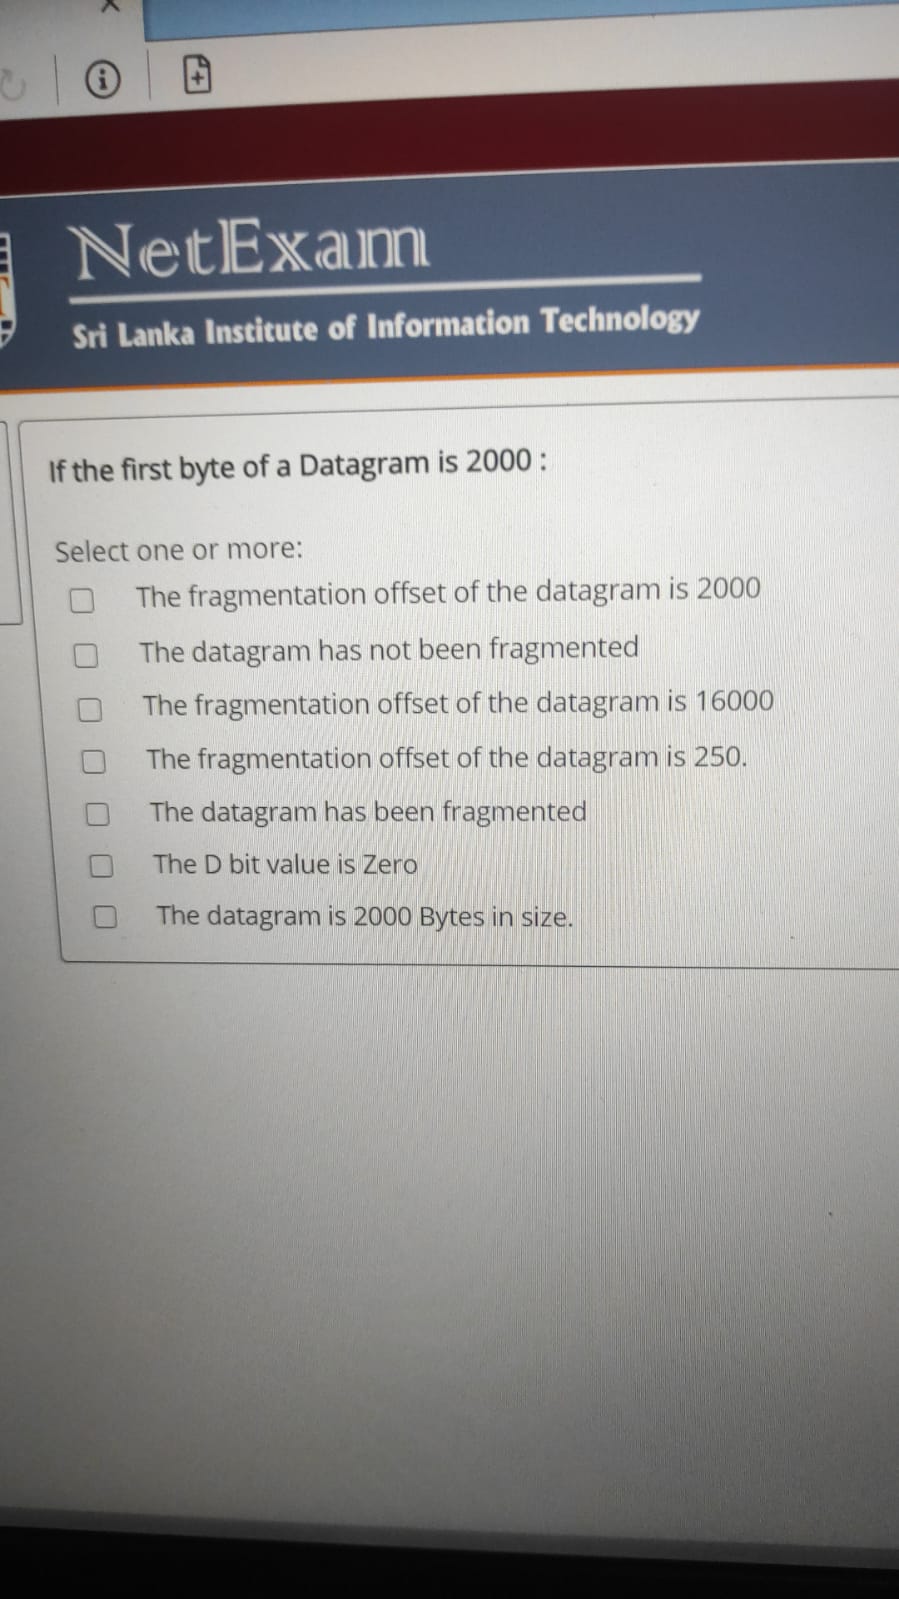 NetExam
Sri Lanka Institute of Information Technology
If the first byte of a Datagram is 2000 :
Select one or more:
The fragmentation offset of the datagram is 2000
The datagram has not been fragmented
The fragmentation offset of the datagram is 16000
The fragmentation offset of the datagram is 250.
The datagram has been fragmented
The D bit value is Zero
The datagram is 2000 Bytes in size.